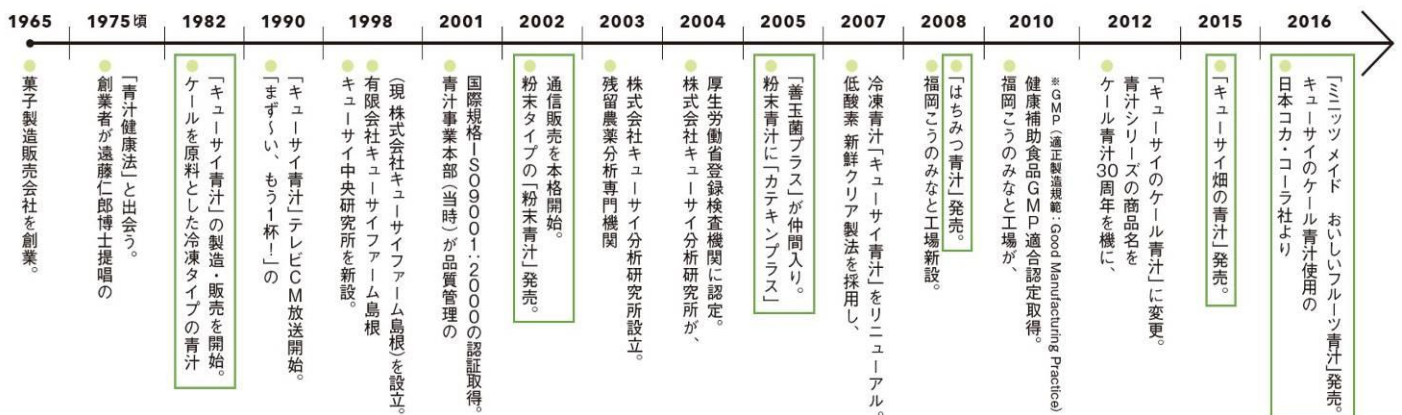 1965
菓子製造販売会社を創業。
1975頃
創業者が遠藤仁郎博士提唱の
「青汁健康法」と出会う。
1982
ケールを原料とした冷凍タイプの青汁
「キューサイ青汁」の製造・販売を開始。
1990
「まず〜い、もう1杯!」の
「キューサイ青汁」テレビCM放送開始。
1998
キューサイ中央研究所を新設。
有限会社キューサイファーム島根
(現 株式会社キューサイファーム島根)を設立。
2001
青汁事業本部(当時)が品質管理の
国際規格ISO9001:2000の認証取得。
2002
粉末タイプの「粉末青汁」発売。
通信販売を本格開始。
2003
残留農薬分析専門機関
株式会社キューサイ分析研究所設立。
2004
株式会社キューサイ分析研究所が、
厚生労働省登録検査機関に認定。
2005
粉末青汁に「カテキンプラス」
「善玉菌プラス」が仲間入り。
2007
低酸素 新鮮クリア製法を採用し、
冷凍青汁「キューサイ青汁」をリニューアル。
2008
福岡こうのみなと工場新設。
「はちみつ青汁」発売。
2010
福岡こうのみなと工場が、
健康補助食品GMP適合認定取得。
※GMP(適正製造規範:Good Manufacturing Practice)
2012
ケール青汁30周年を機に、
青汁シリーズの商品名を
「キューサイのケール青汁」に変更。
2015
「キューサイ畑の青汁」発売。
2016
日本コカ・コーラ社より
キューサイのケール青汁使用の
「ミニッツ メイド おいしいフルーツ青汁」発売。